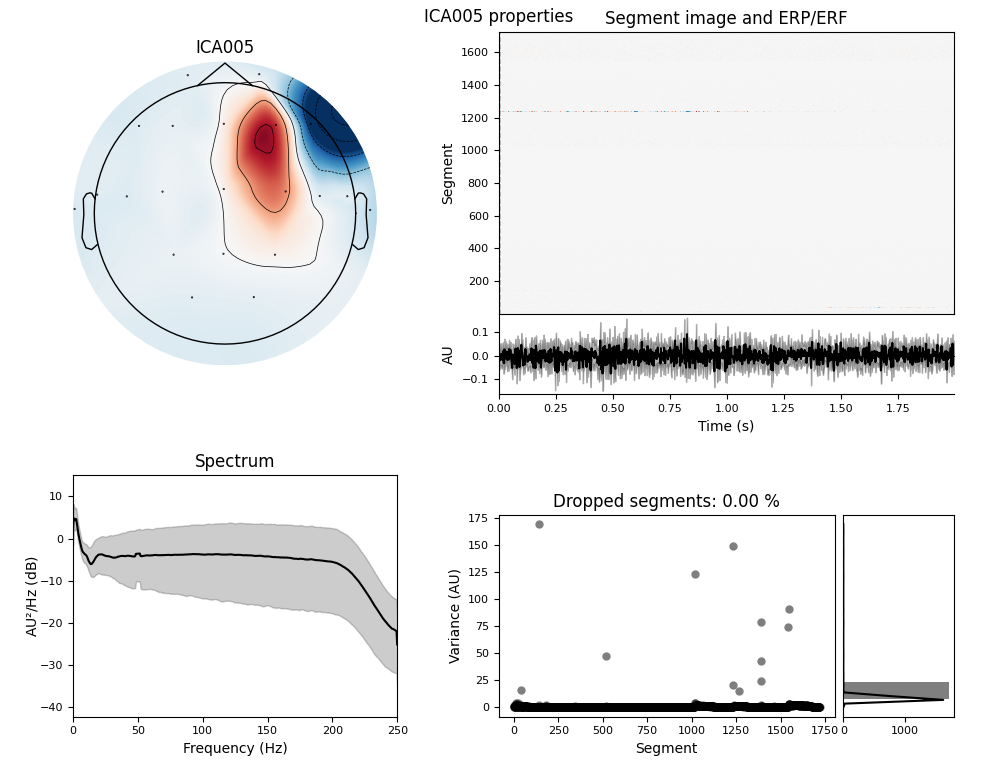 ICA005 properties
ICA005
Segment image and ERP/ERF
Segment
1600
1400
1200
1000
800
600
400
200
AU
0.1
0.0
−0.1
0.00 0.25 0.50 0.75 1.00 1.25 1.50 1.75
Time (s)
Spectrum
AU²/Hz (dB)
10
0
−10
−20
−30
−40
0 50 100 150 200 250
Frequency (Hz)
Dropped segments: 0.00 %
Variance (AU)
175
150
125
100
75
50
25
0
0 250 500 750 1000 1250 1500 1750
Segment
0 1000